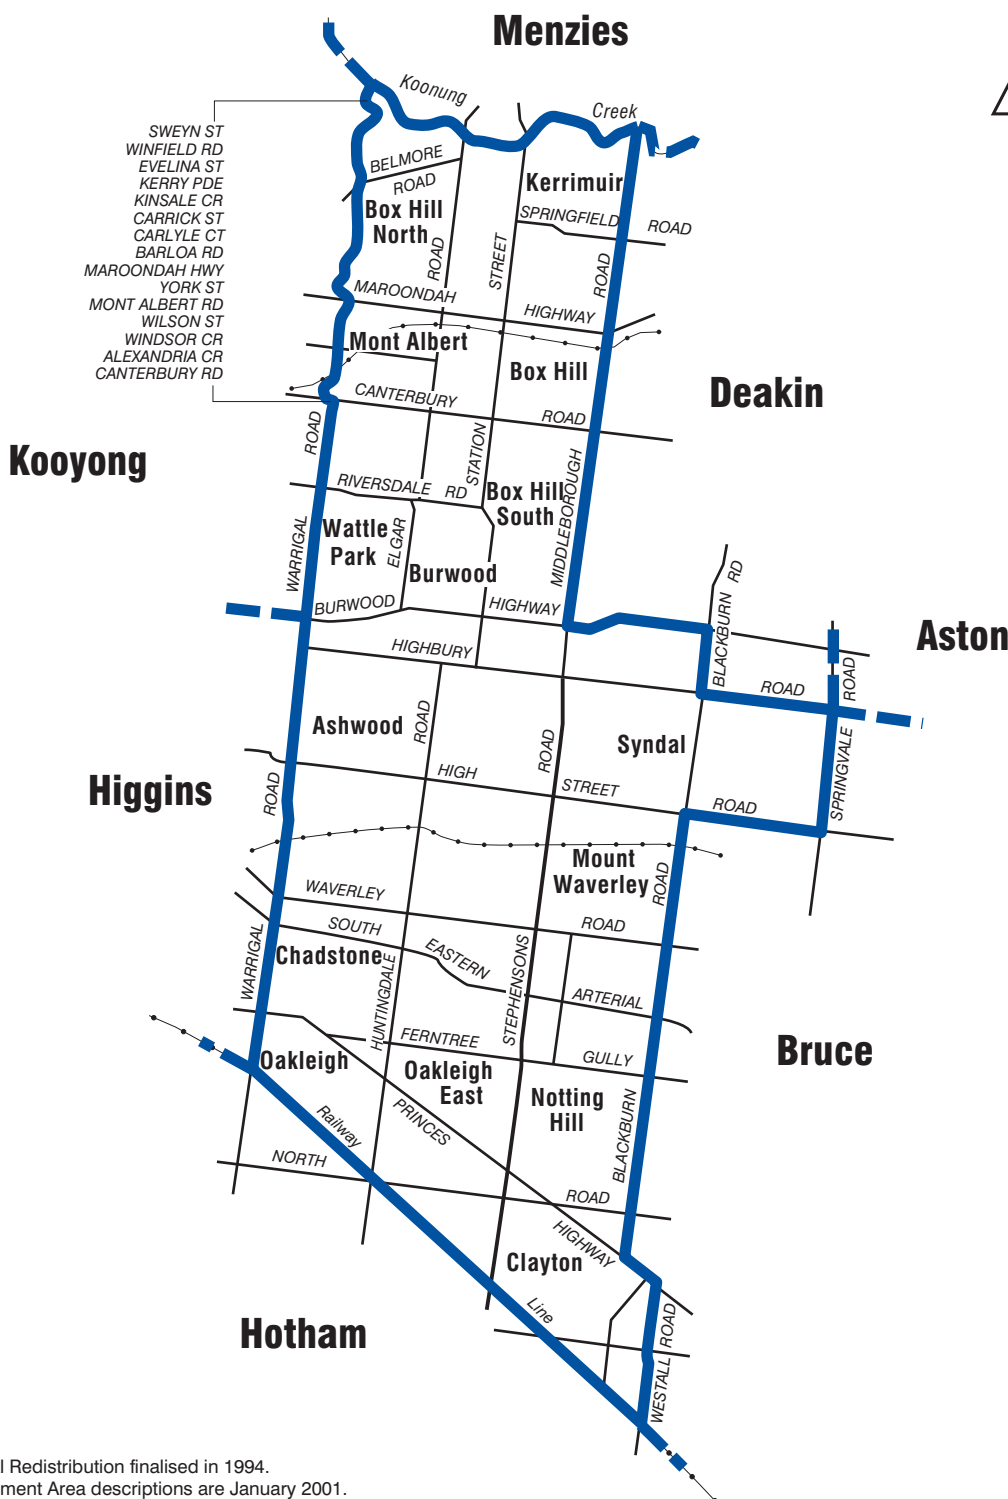 Menzies
Koonung
Creek
SWEYN ST
WINFIELD RD
EVELINA ST
KERRY PDE
KINSALE CR
CARRICK ST
CARLYLE CT
BARLOA RD
MAROONDAH HWY
YORK ST
MONT ALBERT RD
WILSON ST
WINDSOR CR
ALEXANDRIA CR
CANTERBURY RD
BELMORE
ROAD
Kerrimuir
Box Hill
North
SPRINGFIELD
ROAD
ROAD
STREET
ROAD
MAROONDAH
HIGHWAY
Mont Albert
Box Hill
Deakin
CANTERBURY
ROAD
ROAD
Kooyong
STATION
RIVERSDALE RD
Box Hill
South
MIDDLEBOROUGH
Wattle
Park
ELGAR
WARRIGAL
Burwood
BURWOOD
HIGHWAY
BLACKBURN RD
Aston
HIGHBURY
ROAD
ROAD
Ashwood
ROAD
ROAD
Syndal
SPRINGVALE
Higgins
ROAD
HIGH
STREET
ROAD
Mount
Waverley
ROAD
WAVERLEY
ROAD
SOUTH
EASTERN
ARTERIAL
Chadstone
WARRIGAL
HUNTINGDALE
STEPHENSONS
FERNTREE
GULLY
Bruce
Oakleigh
Oakleigh
East
Notting
Hill
PRINCES
BLACKBURN
Railway
NORTH
ROAD
HIGHWAY
Clayton
Line
Hotham
ROAD
WESTALL
l Redistribution finalised in 1994.
ment Area descriptions are January 2001.